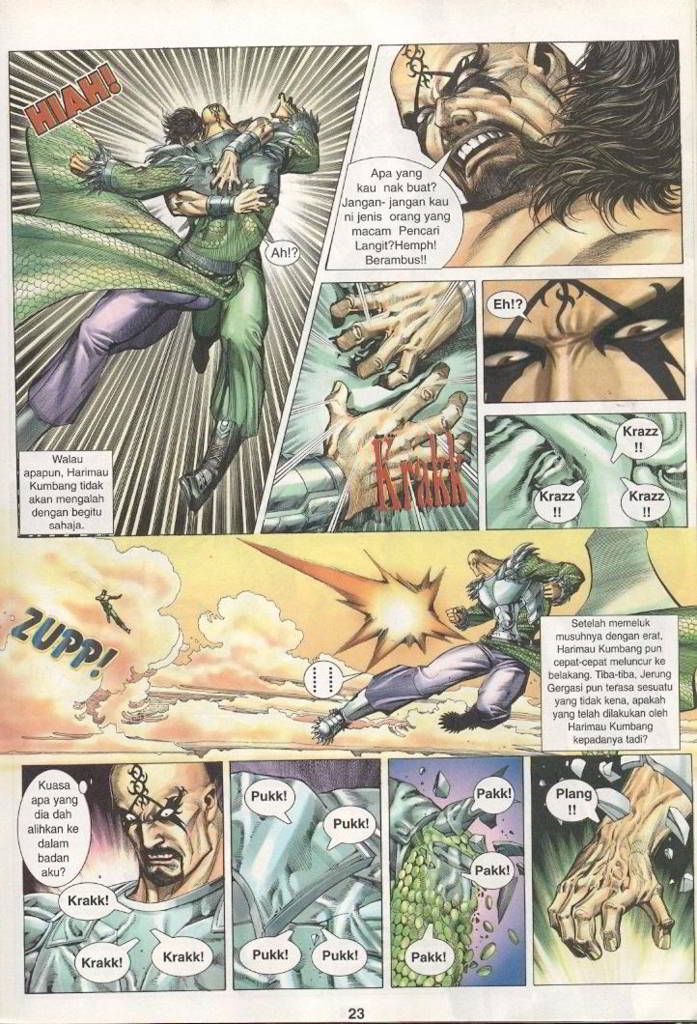 HIAH!
Ah!?
Walau
apapun, Harimau
Kumbang tidak
akan mengalah
dengan begitu
sahaja.
Apa yang
kau nak buat?
Jangan- jangan kau
ni jenis orang yang
macam Pencari
Langit?Hemph!
Berambus!!
Krakk
Eh!?
Krazz
!!
Krazz
!!
Krazz
!!
ZUPP!
Setelah memeluk
musuhnya dengan erat,
Harimau Kumbang pun
cepat-cepat meluncur ke
belakang. Tiba-tiba, Jerung
Gergasi pun terasa sesuatu
yang tidak kena, apakah
yang telah dilakukan oleh
Harimau Kumbang
kepadanya tadi?
Kuasa
apa yang
dia dah
alihkan ke
dalam
badan
aku?
Krakk!
Krakk!
Krakk!
Pukk!
Pukk!
Pukk!
Pukk!
Pakk!
Pakk!
Pakk!
Plang
!!
23